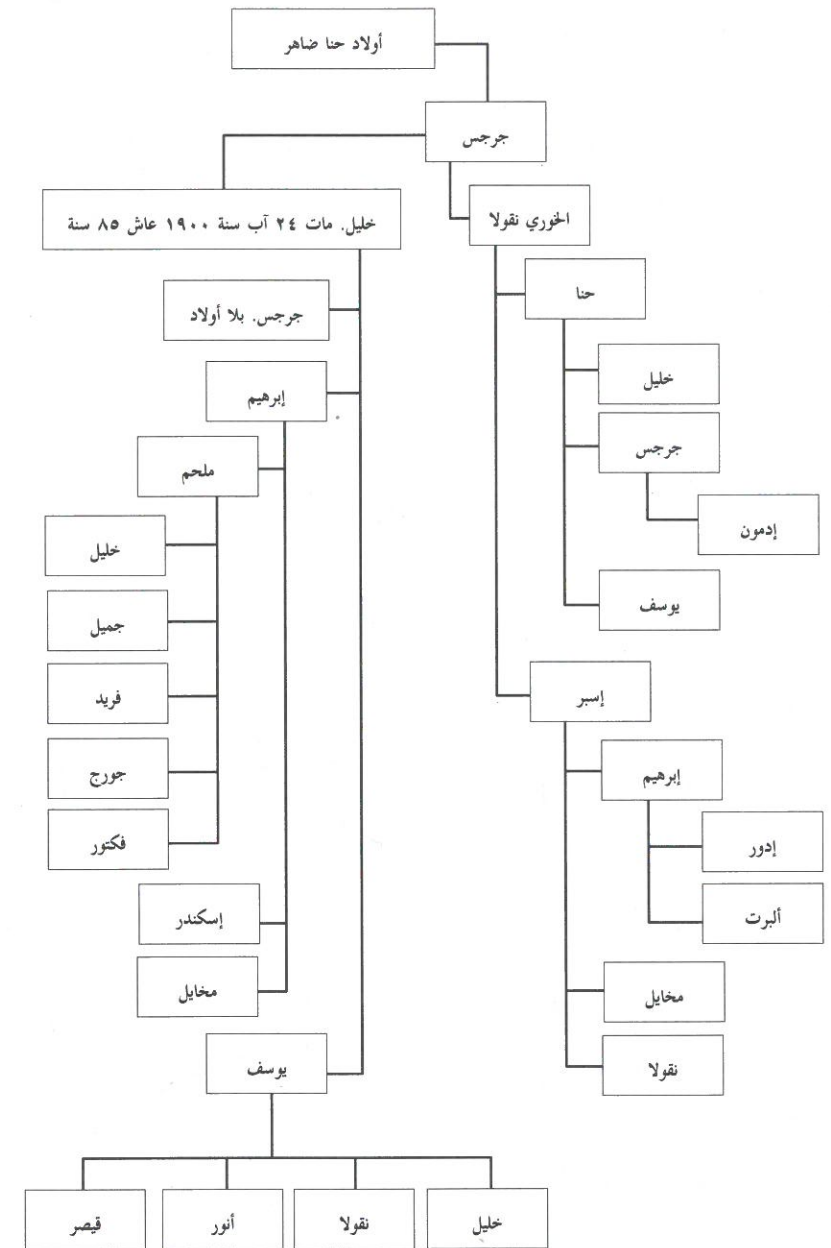 أولاد حنا ضاهر
جرجس
الخوري نقولا
خليل. مات ٢٤ آب سنة ١٩٠٠ عاش ٨٥ سنة
حنا
خليل
جرجس
إدمون
يوسف
إسبر
إبرهيم
إدور
ألبرت
مخايل
نقولا
جرجس. بلا أولاد
إبرهيم
ملحم
خليل
جميل
فريد
جورج
فكتور
إسكندر
مخايل
يوسف
خليل
نقولا
أنور
قيصر